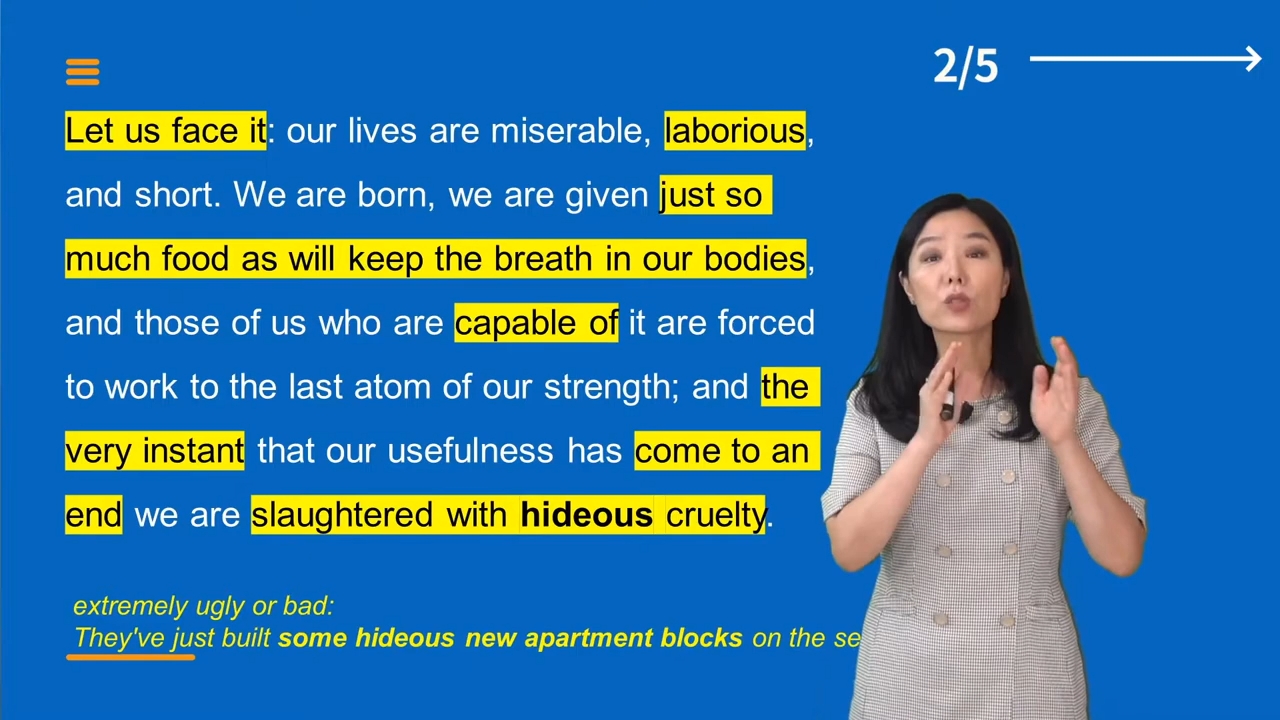 2/5
Let us face it: our lives are miserable, laborious,
and short. We are born, we are given just so
much food as will keep the breath in our bodies,
and those of us who are capable of it are forced
to work to the last atom of our strength; and the
very instant that our usefulness has come to an
end we are slaughtered with hideous cruelty.
extremely ugly or bad:
They've just built some hideous new apartment blocks on the